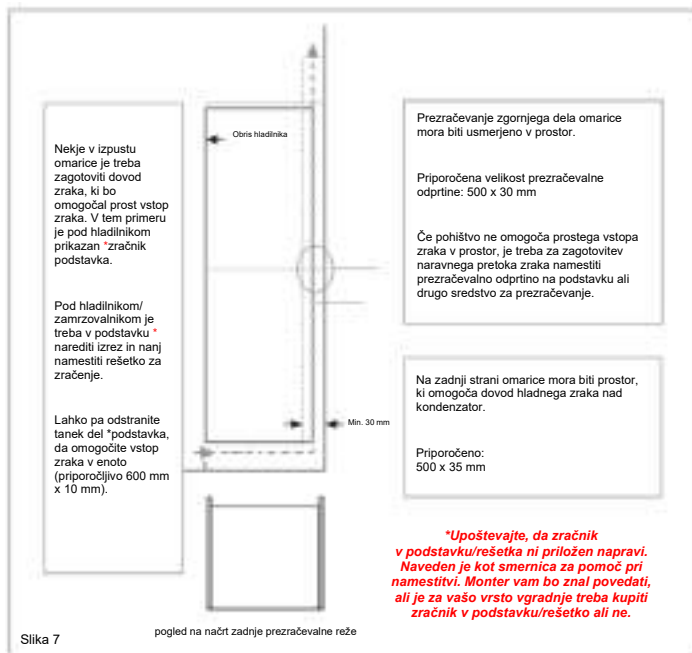 Nekje v izpustu
omarice je treba
zagotoviti dovod
zraka, ki bo
omogočal prost vstop
zraka. V tem primeru
je pod hladilnikom
prikazan *zračnik
podstavka.
Pod hladilnikom/
zamrzovalnikom je
treba v podstavku *
narediti izrez in nanj
namestiti rešetko za
zračenje.
Lahko pa odstranite
tanek del *podstavka,
da omogočite vstop
zraka v enoto
(priporočljivo 600 mm
x 10 mm).
Obris hladilnika
Min. 30 mm
Prezračevanje zgornjega dela omarice
mora biti usmerjeno v prostor.
Priporočena velikost prezračevalne
odprtine: 500 x 30 mm
Če pohištvo ne omogoča prostega vstopa
zraka v prostor, je treba za zagotovitev
naravnega pretoka zraka namestiti
prezračevalno odprtino na podstavku ali
drugo sredstvo za prezračevanje.
Na zadnji strani omarice mora biti prostor,
ki omogoča dovod hladnega zraka nad
kondenzator.
Priporočeno:
500 x 35 mm
*Upoštevajte, da zračnik
v podstavku/rešetka ni priložen napravi.
Naveden je kot smernica za pomoč pri
namestitvi. Monter vam bo znal povedati,
ali je za vašo vrsto vgradnje treba kupiti
zračnik v podstavku/rešetko ali ne.
pogled na načrt zadnje prezračevalne reže
Slika 7